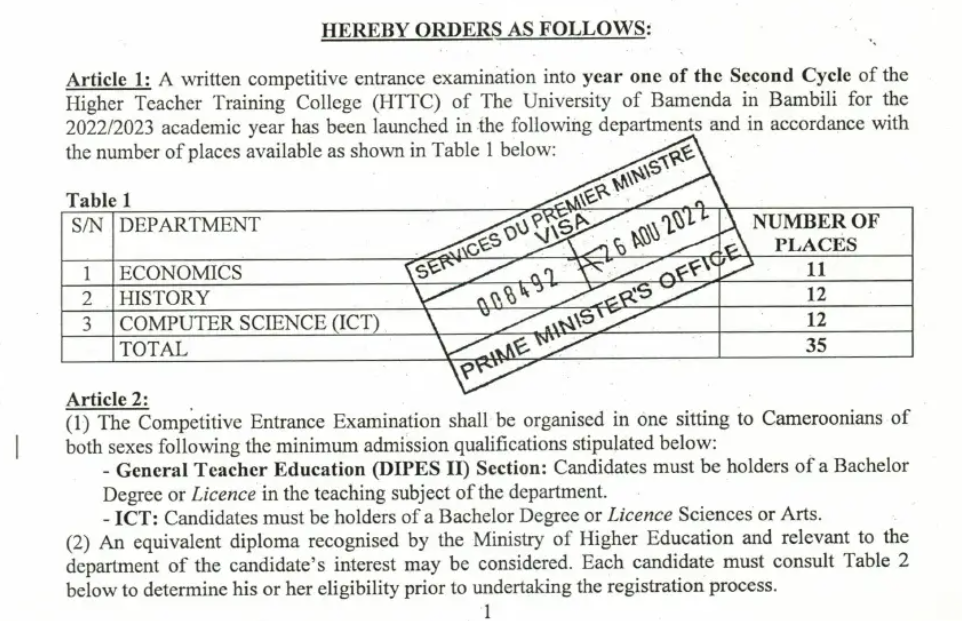 HEREBY ORDERS AS FOLLOWS:
Article 1: A written competitive entrance examination into year one of the Second Cycle of the
Higher Teacher Training College (HTTC) of The University of Bamenda in Bambili for the
2022/2023 academic year has been launched in the following departments and in accordance with
the number of places available as shown in Table 1 below:
Table 1
S/N DEPARTMENT NUMBER OF
PLACES
1 ECONOMICS 11
2 HISTORY 12
3 COMPUTER SCIENCE (ICT) 12
TOTAL 35
SERVICES DU PREMIER MINISTRE
VISA
008492 26 AOU 2022
PRIME MINISTER'S OFFICE
Article 2:
(1) The Competitive Entrance Examination shall be organised in one sitting to Cameroonians of
both sexes following the minimum admission qualifications stipulated below:
- General Teacher Education (DIPES II) Section: Candidates must be holders of a Bachelor
Degree or Licence in the teaching subject of the department.
- ICT: Candidates must be holders of a Bachelor Degree or Licence Sciences or Arts.
(2) An equivalent diploma recognised by the Ministry of Higher Education and relevant to the
department of the candidate's interest may be considered. Each candidate must consult Table 2
below to determine his or her eligibility prior to undertaking the registration process.
1